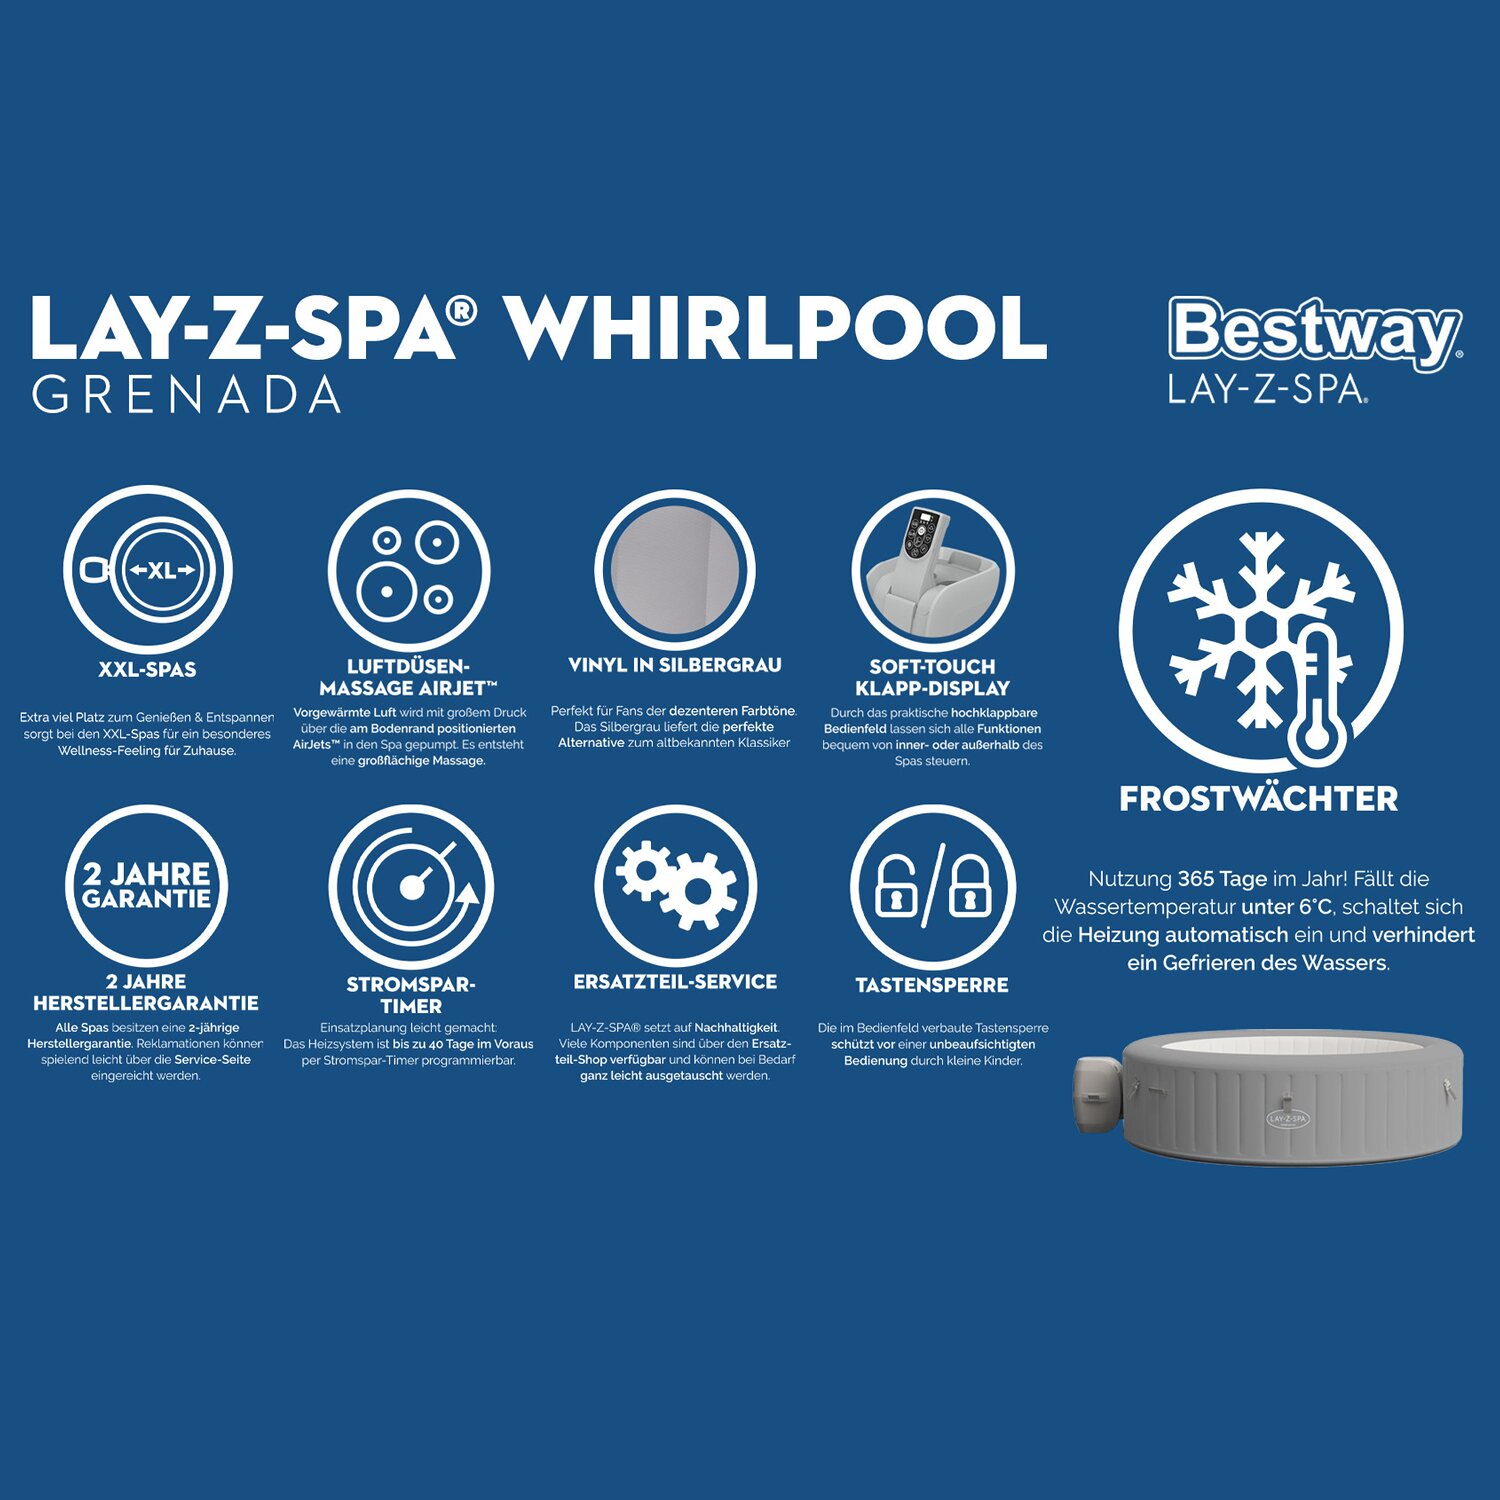 LAY-Z-SPA® WHIRLPOOL
GRENADA
Bestway®
LAY-Z-SPA®
XL
XXL-SPAS
Extra viel Platz zum Genießen & Entspannen
sorgt bei den XXL-Spas für ein besonderes
Wellness-Feeling für Zuhause.
LUFTDÜSEN-
MASSAGE AIRJET™
Vorgewärmte Luft wird mit großem Druck
über die am Bodenrand positionierten
AirJets™ in den Spa gepumpt. Es entsteht
eine großflächige Massage.
VINYL IN SILBERGRAU
Perfekt für Fans der dezenteren Farbtöne.
Das Silbergrau liefert die perfekte
Alternative zum altbekannten Klassiker
SOFT-TOUCH
KLAPP-DISPLAY
Durch das praktische hochklappbare
Bedienfeld lassen sich alle Funktionen
bequem von inner- oder außerhalb des
Spas steuern.
2 JAHRE
GARANTIE
2 JAHRE
HERSTELLERGARANTIE
Alle Spas besitzen eine 2-jährige
Herstellergarantie. Reklamationen können
spielend leicht über die Service-Seite
eingereicht werden.
STROMSPAR-
TIMER
Einsatzplanung leicht gemacht:
Das Heizsystem ist bis zu 40 Tage im Voraus
per Stromspar-Timer programmierbar.
ERSATZTEIL-SERVICE
LAY-Z-SPA® setzt auf Nachhaltigkeit.
Viele Komponenten sind über den Ersatz-
teil-Shop verfügbar und können bei Bedarf
ganz leicht ausgetauscht werden.
TASTENSPERRE
Die im Bedienfeld verbaute Tastensperre
schützt vor einer unbeaufsichtigten
Bedienung durch kleine Kinder.
FROSTWÄCHTER
Nutzung 365 Tage im Jahr! Fällt die
Wassertemperatur unter 6°C, schaltet sich
die Heizung automatisch ein und verhindert
ein Gefrieren des Wassers.
LAY-Z-SPA